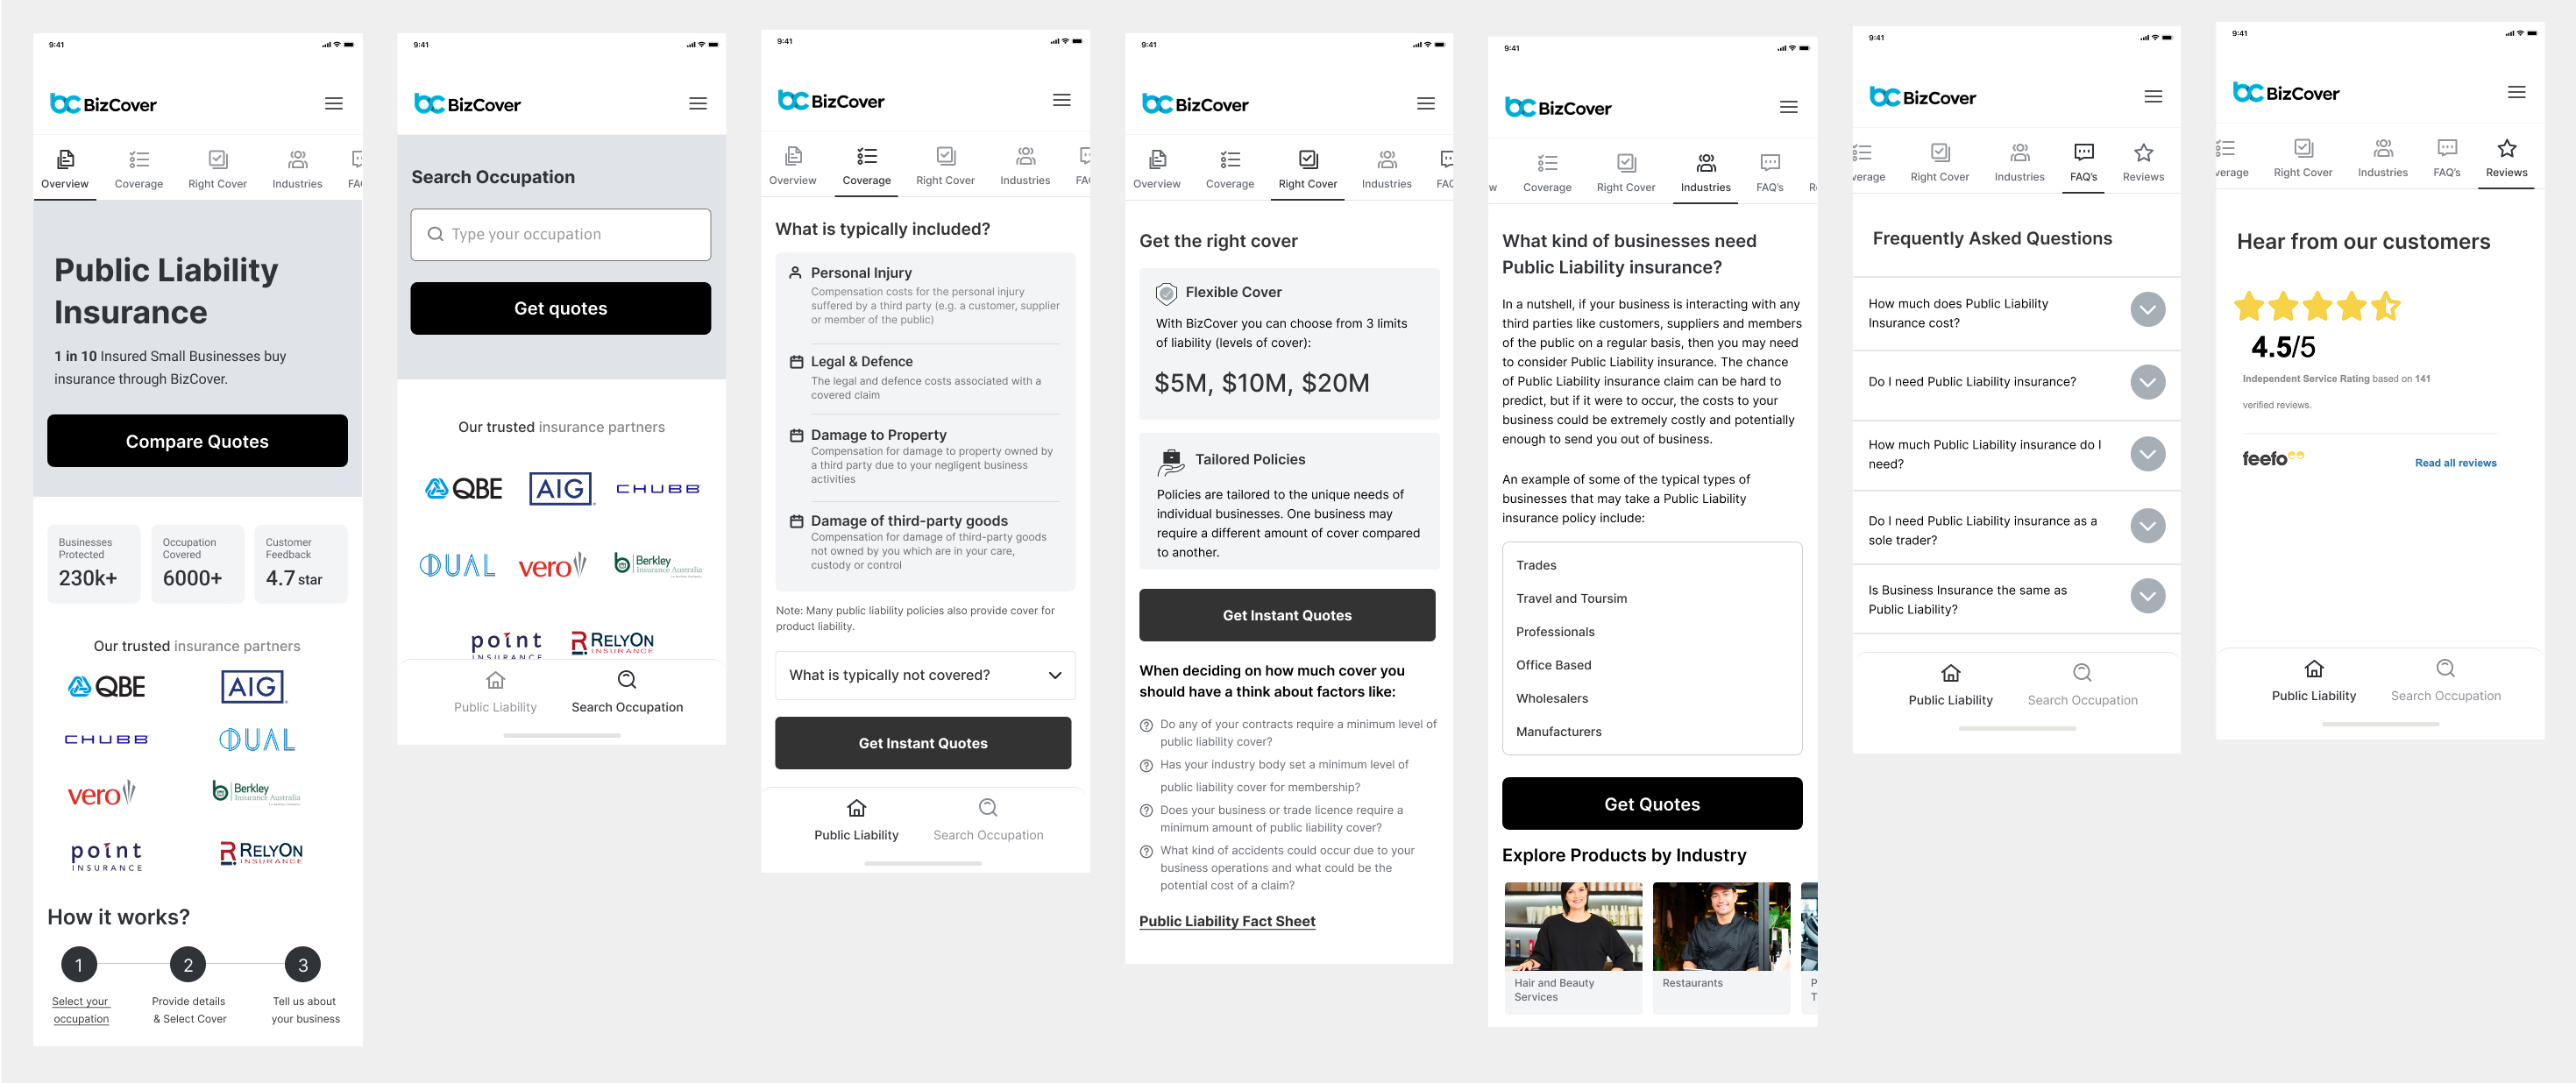 9:41
BizCover
Overview
Coverage
Right Cover
Industries
FA
Public Liability
Insurance
1 in 10 Insured Small Businesses buy
insurance through BizCover.
Compare Quotes
Businesses
Protected
230k+
Occupation
Covered
6000+
Customer
Feedback
4.7 star
Our trusted insurance partners
QBE
AIG
CHUBB
DUAL
vero
Berkley
Insurance Australia
point
INSURANCE
RELYON
INSURANCE
How it works?
1
2
3
Select your
occupation
Provide details
& Select Cover
Tell us about
your business
9:41
BizCover
Search Occupation
Type your occupation
Get quotes
Our trusted insurance partners
QBE
AIG
CHUBB
DUAL
vero
Berkley
Insurance Australia
point
INSURANCE
RELYON
INSURANCE
Public Liability
Search Occupation
9:41
BizCover
Overview
Coverage
Right Cover
Industries
FA
What is typically included?
Personal Injury
Compensation costs for the personal injury
suffered by a third party (e.g. a customer, supplier
or member of the public)
Legal & Defence
The legal and defence costs associated with a
covered claim
Damage to Property
Compensation for damage to property owned by
a third party due to your negligent business
activities
Damage of third-party goods
Compensation for damage of third-party goods
not owned by you which are in your care,
custody or control
Note: Many public liability policies also provide cover for
product liability.
What is typically not covered?
Get Instant Quotes
Public Liability
Search Occupation
9:41
BizCover
Overview
Coverage
Right Cover
Industries
FAQ
Get the right cover
Flexible Cover
With BizCover you can choose from 3 limits
of liability (levels of cover):
$5M, $10M, $20M
Tailored Policies
Policies are tailored to the unique needs of
individual businesses. One business may
require a different amount of cover compared
to another.
Get Instant Quotes
When deciding on how much cover you
should have a think about factors like:
Do any of your contracts require a minimum level of
public liability cover?
Has your industry body set a minimum level of
public liability cover for membership?
Does your business or trade licence require a
minimum amount of public liability cover?
What kind of accidents could occur due to your
business operations and what could be the
potential cost of a claim?
Public Liability Fact Sheet
9:41
BizCover
w
Coverage
Right Cover
Industries
FAQ's
R
What kind of businesses need
Public Liability insurance?
In a nutshell, if your business is interacting with any
third parties like customers, suppliers and members
of the public on a regular basis, then you may need
to consider Public Liability insurance. The chance
of Public Liability insurance claim can be hard to
predict, but if it were to occur, the costs to your
business could be extremely costly and potentially
enough to send you out of business.
An example of some of the typical types of
businesses that may take a Public Liability
insurance policy include:
Trades
Travel and Toursim
Professionals
Office Based
Wholesalers
Manufacturers
Get Quotes
Explore Products by Industry
Hair and Beauty
Services
Restaurants
P
T
9:41
BizCover
verage
Right Cover
Industries
FAQ's
Reviews
Frequently Asked Questions
How much does Public Liability
Insurance cost?
Do I need Public Liability insurance?
How much Public Liability insurance do I
need?
Do I need Public Liability insurance as a
sole trader?
Is Business Insurance the same as
Public Liability?
Public Liability
Search Occupation
9:41
BizCover
verage
Right Cover
Industries
FAQ's
Reviews
Hear from our customers
4.5/5
Independent Service Rating based on 141
verified reviews.
feefo
Read all reviews
Public Liability
Search Occupation